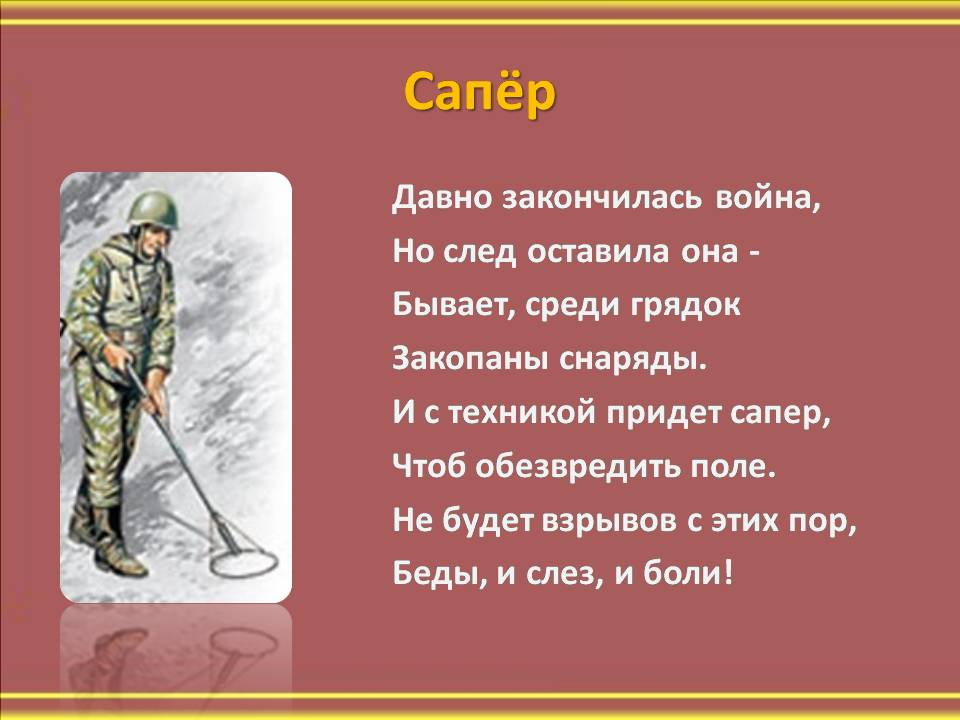 Сапёр
Давно закончилась война,
Но след оставила она -
Бывает, среди грядок
Закопаны снаряды.
И с техникой придет сапер,
Чтоб обезвредить поле.
Не будет взрывов с этих пор,
Беды, и слез, и боли!